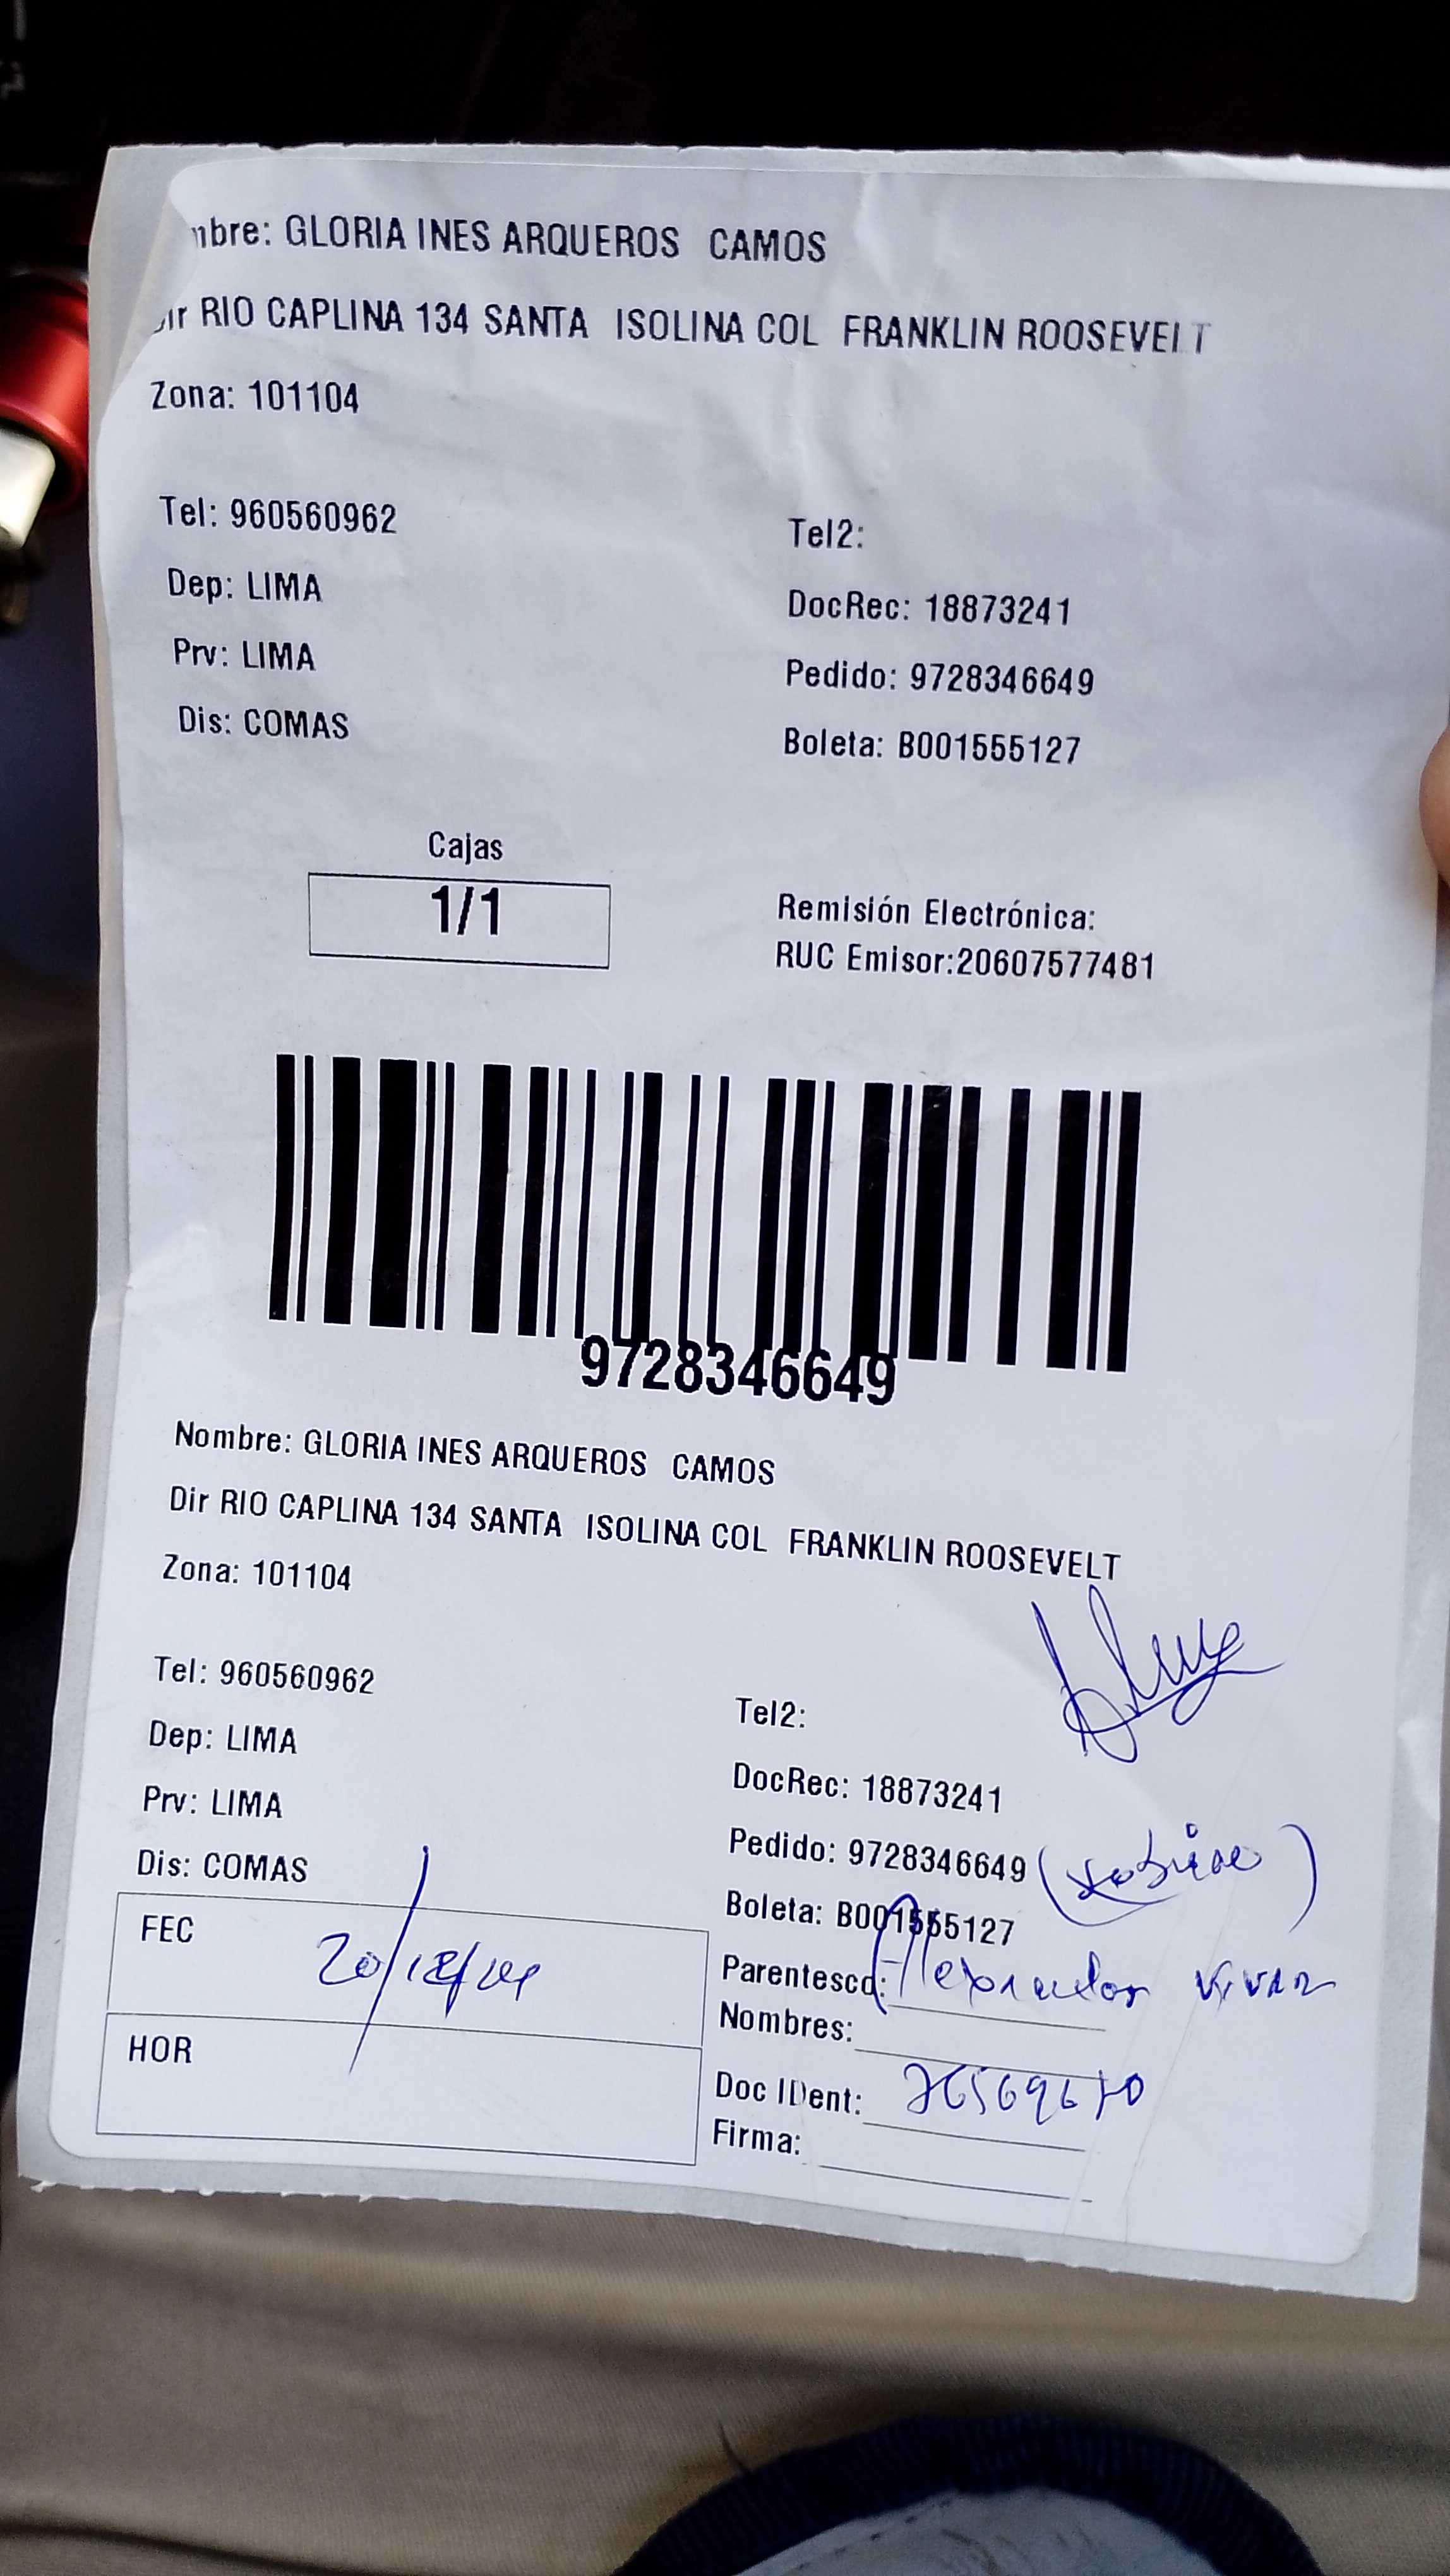 mbre: GLORIA INES ARQUEROS CAMOS
Dir RIO CAPLINA 134 SANTA ISOLINA COL FRANKLIN ROOSEVELT
Zona: 101104
Tel: 960560962
Tel2:
Dep: LIMA
DocRec: 18873241
Prv: LIMA
Pedido: 9728346649
Dis: COMAS
Boleta: B001555127
Cajas
1/1
Remisión Electrónica:
RUC Emisor:20607577481
9728346649
Nombre: GLORIA INES ARQUEROS CAMOS
Dir RIO CAPLINA 134 SANTA ISOLINA COL FRANKLIN ROOSEVELT
Zona: 101104
Tel: 960560962
Tel2:
Dep: LIMA
DocRec: 18873241
Prv: LIMA
Pedido: 9728346649 (sobrino)
Dis: COMAS
Boleta: B001555127
FEC
Parentesco:
Nombres:
HOR
Doc IDent:
Firma: